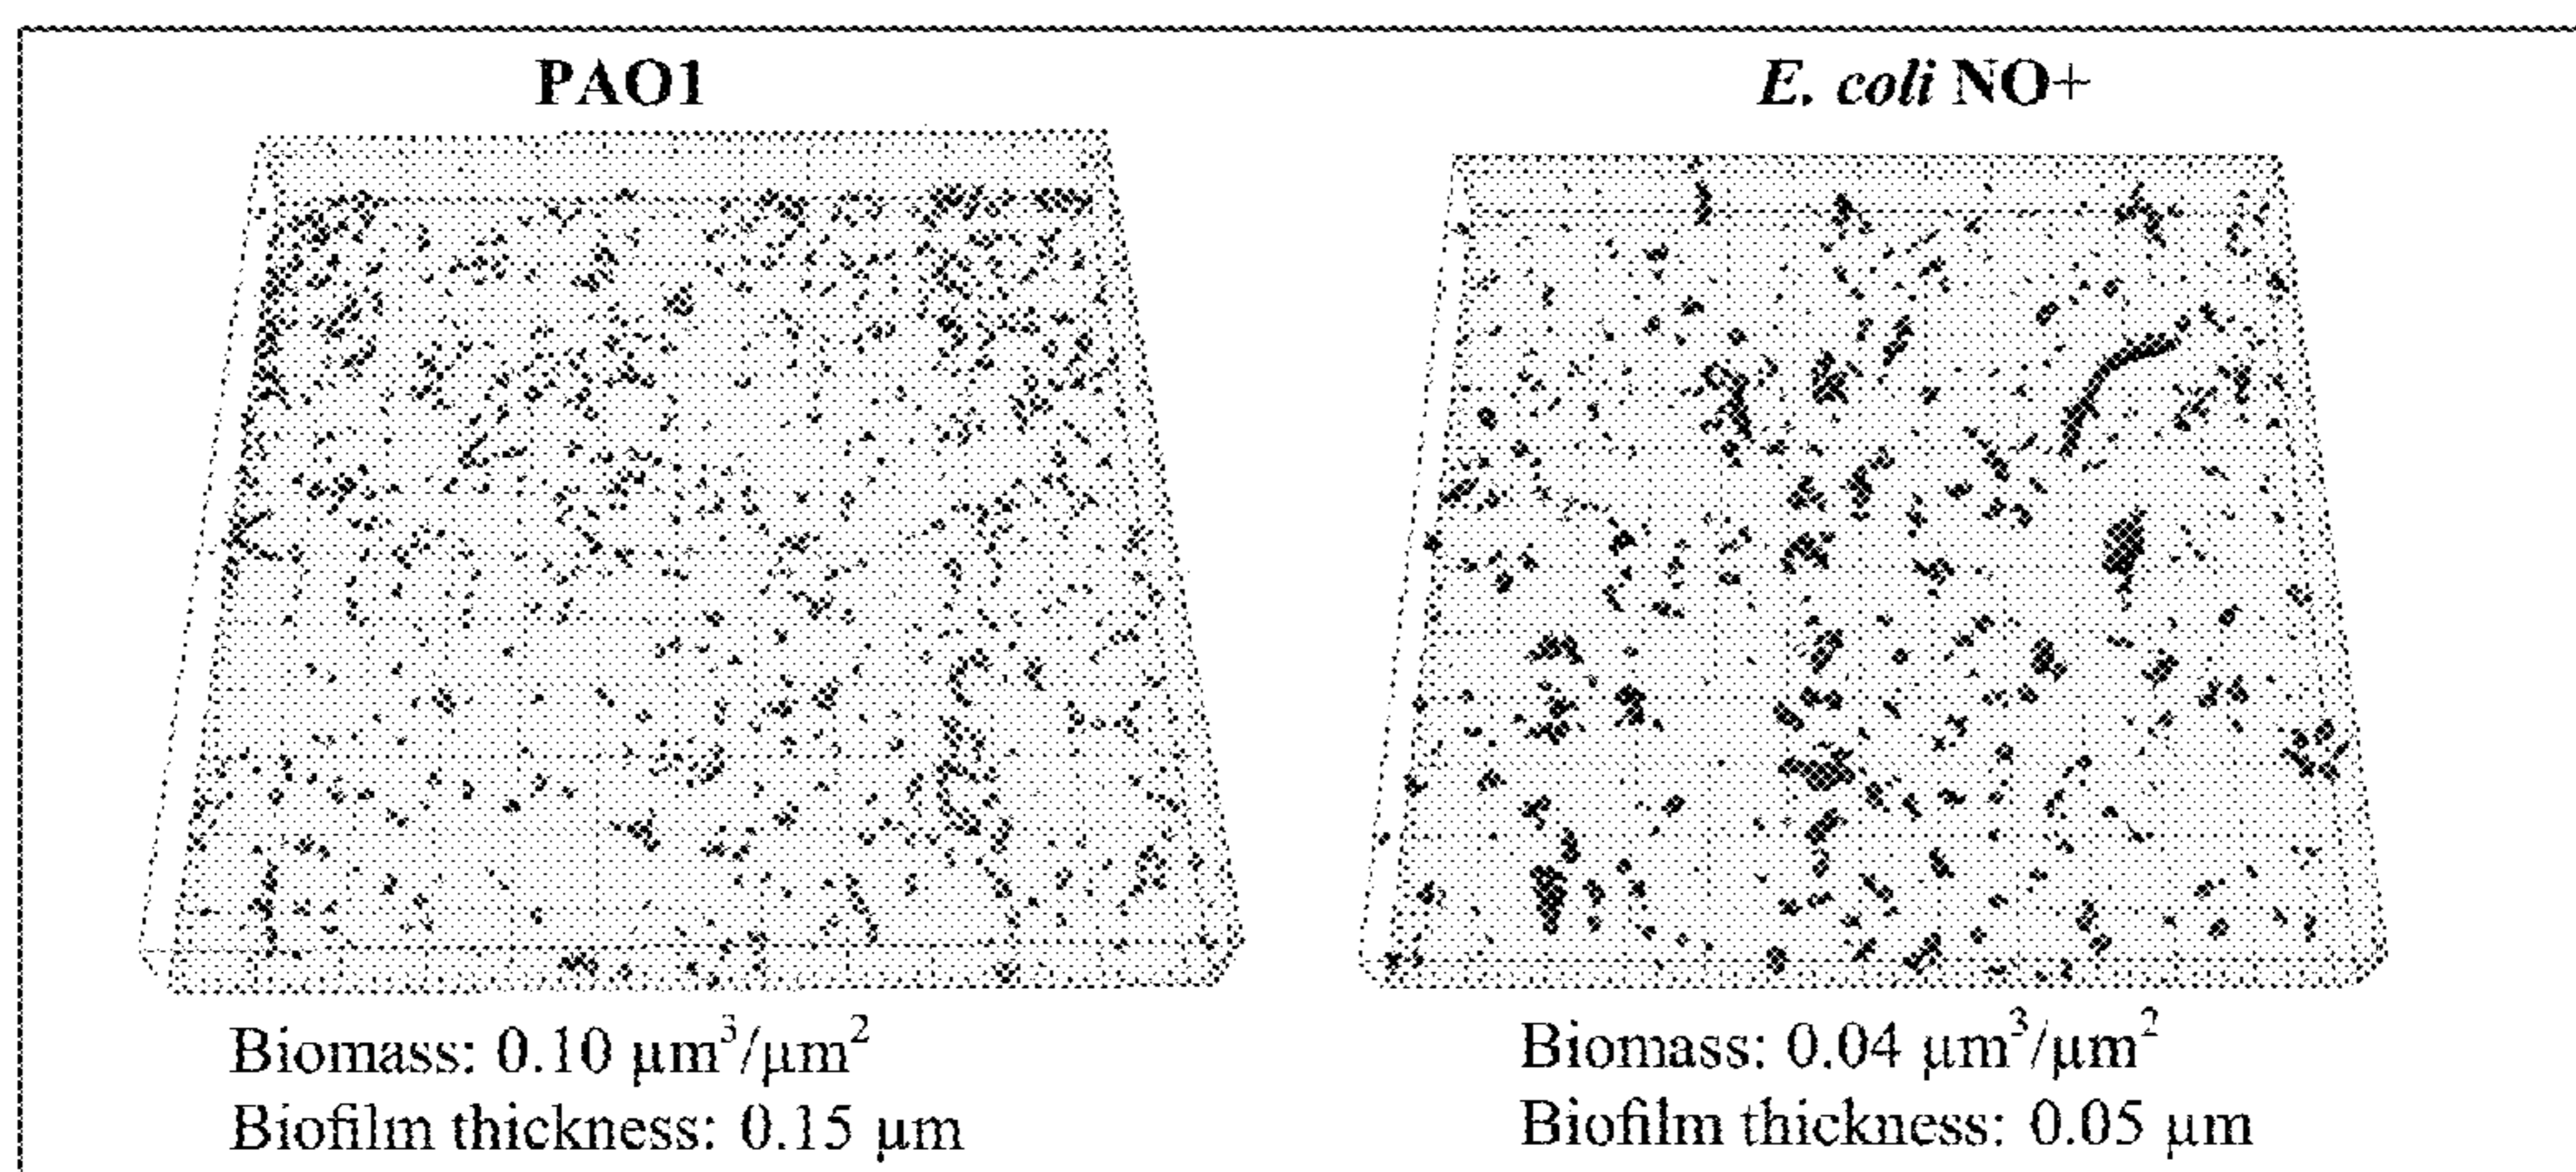 PAO1
E. coli NO+
Biomass: 0.10 μm³/μm²
Biofilm thickness: 0.15 μm
Biomass: 0.04 μm³/μm²
Biofilm thickness: 0.05 μm